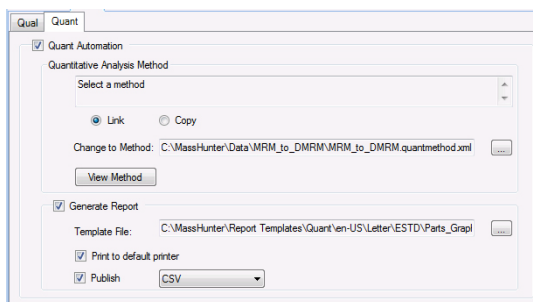 Qual Quant
Quant Automation
Quantitative Analysis Method
Select a method
Link Copy
Change to Method: C:\MassHunter\Data\MRM_to_DMRM\MRM_to_DMRM.quantmethod.xml ...
View Method
Generate Report
Template File: C:\MassHunter\Report Templates\Quant\en-US\Letter\ESTD\Parts_Grapl ...
Print to default printer
Publish CSV